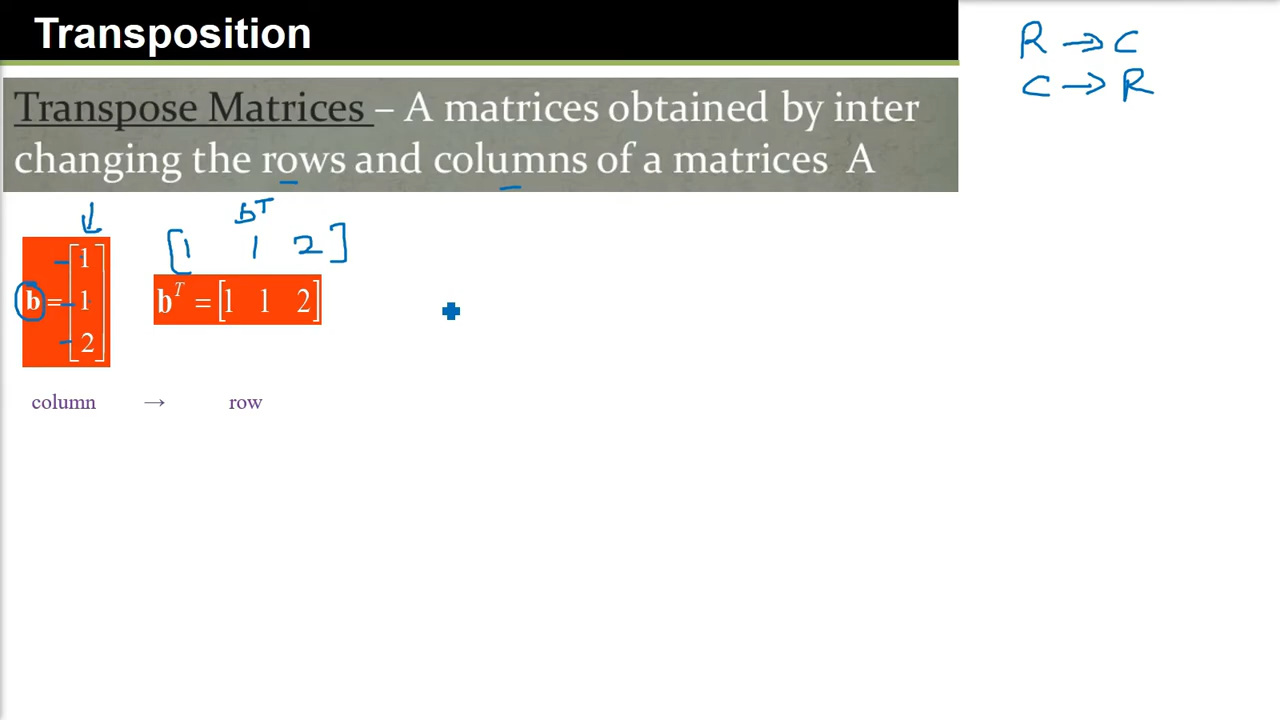 Transposition
R → C
C → R
Transpose Matrices – A matrices obtained by inter
changing the rows and columns of a matrices A
bT
[1 1 2]
b = [1 1 2]
b^T = [1 1 2]
column → row